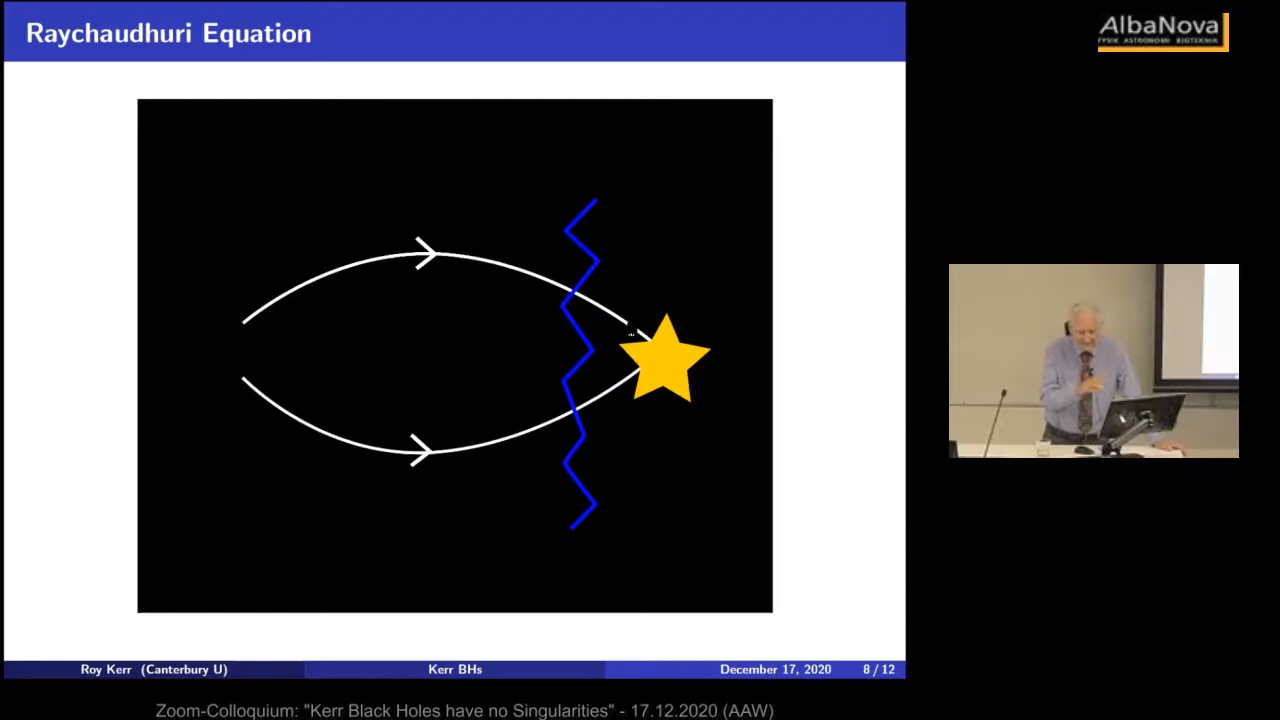 Raychaudhuri Equation
AlbaNova
FYSIK ASTRONOMI BIOTEKNIK
Roy Kerr (Canterbury U)
Kerr BHs
December 17, 2020
8 / 12
Zoom-Colloquium: "Kerr Black Holes have no Singularities" - 17.12.2020 (AAW)